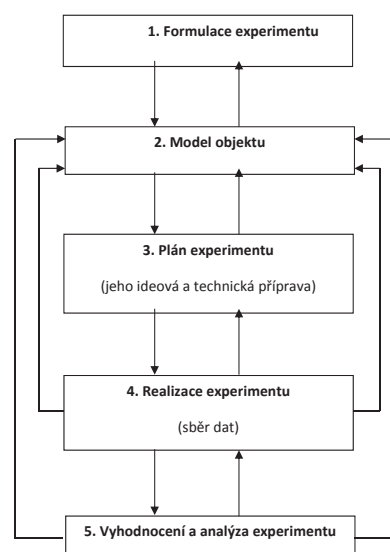 1. Formulace experimentu
2. Model objektu
3. Plán experimentu
(jeho ideová a technická příprava)
4. Realizace experimentu
(sběr dat)
5. Vyhodnocení a analýza experimentu